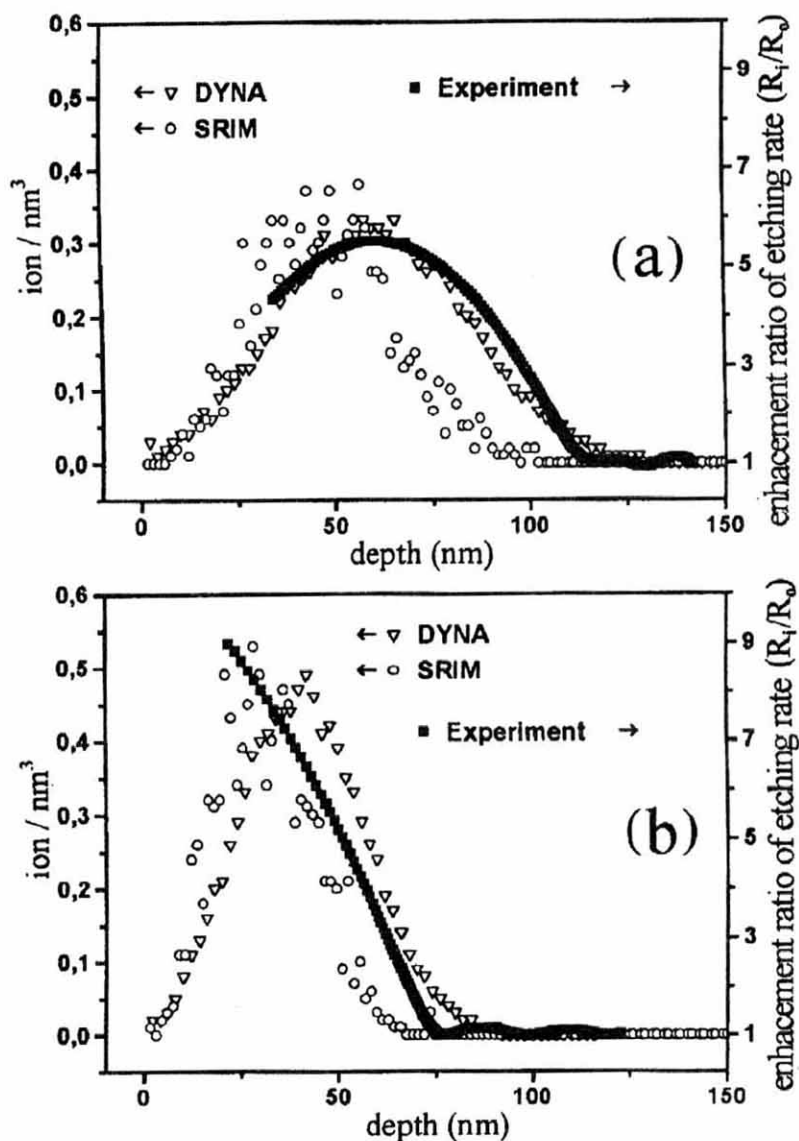 0,6
0,5
0,4
0,3
0,2
0,1
0,0
ion / nm³
← ▽ DYNA
← ○ SRIM
■ Experiment →
(a)
9
7
5
3
1
enhacement ratio of etching rate (Rᵢ/Rₒ)
0
50
100
150
depth (nm)
0,6
0,5
0,4
0,3
0,2
0,1
0,0
ion / nm³
← ▽ DYNA
← ○ SRIM
■ Experiment →
(b)
9
7
5
3
1
enhacement ratio of etching rate (Rᵢ/Rₒ)
0
50
100
150
depth (nm)